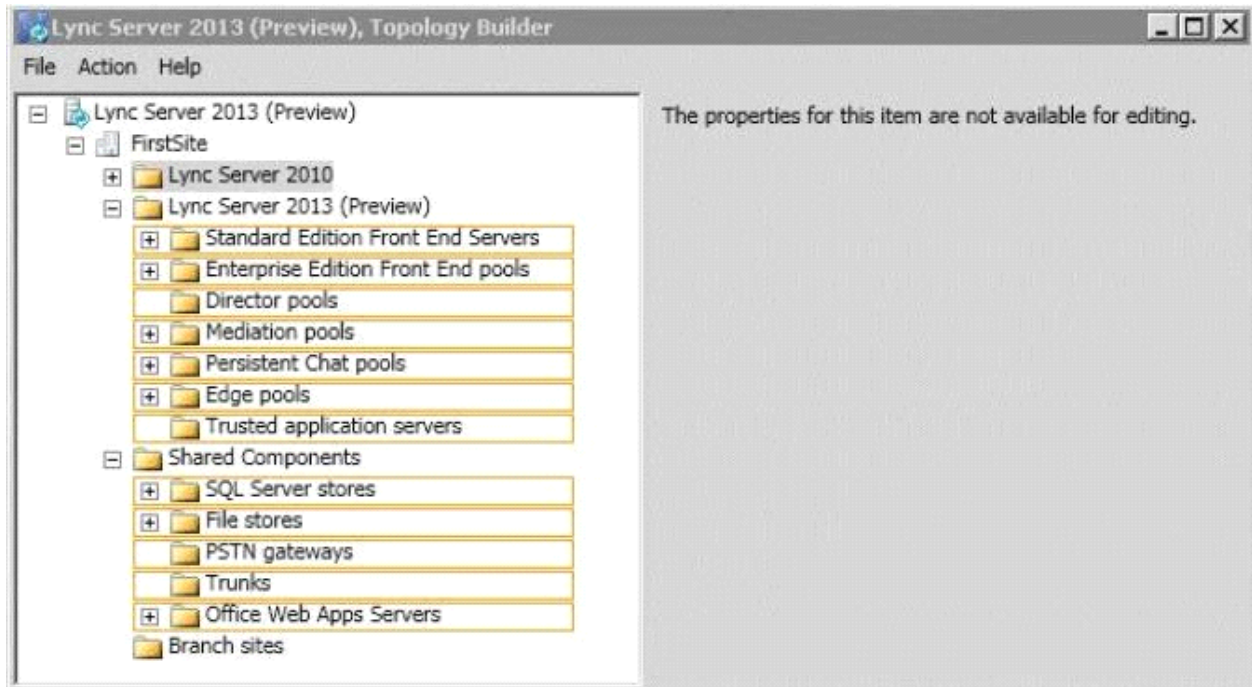 Lync Server 2013 (Preview), Topology Builder
File Action Help
Lync Server 2013 (Preview)
The properties for this item are not available for editing.
FirstSite
Lync Server 2010
Lync Server 2013 (Preview)
Standard Edition Front End Servers
Enterprise Edition Front End pools
Director pools
Mediation pools
Persistent Chat pools
Edge pools
Trusted application servers
Shared Components
SQL Server stores
File stores
PSTN gateways
Trunks
Office Web Apps Servers
Branch sites